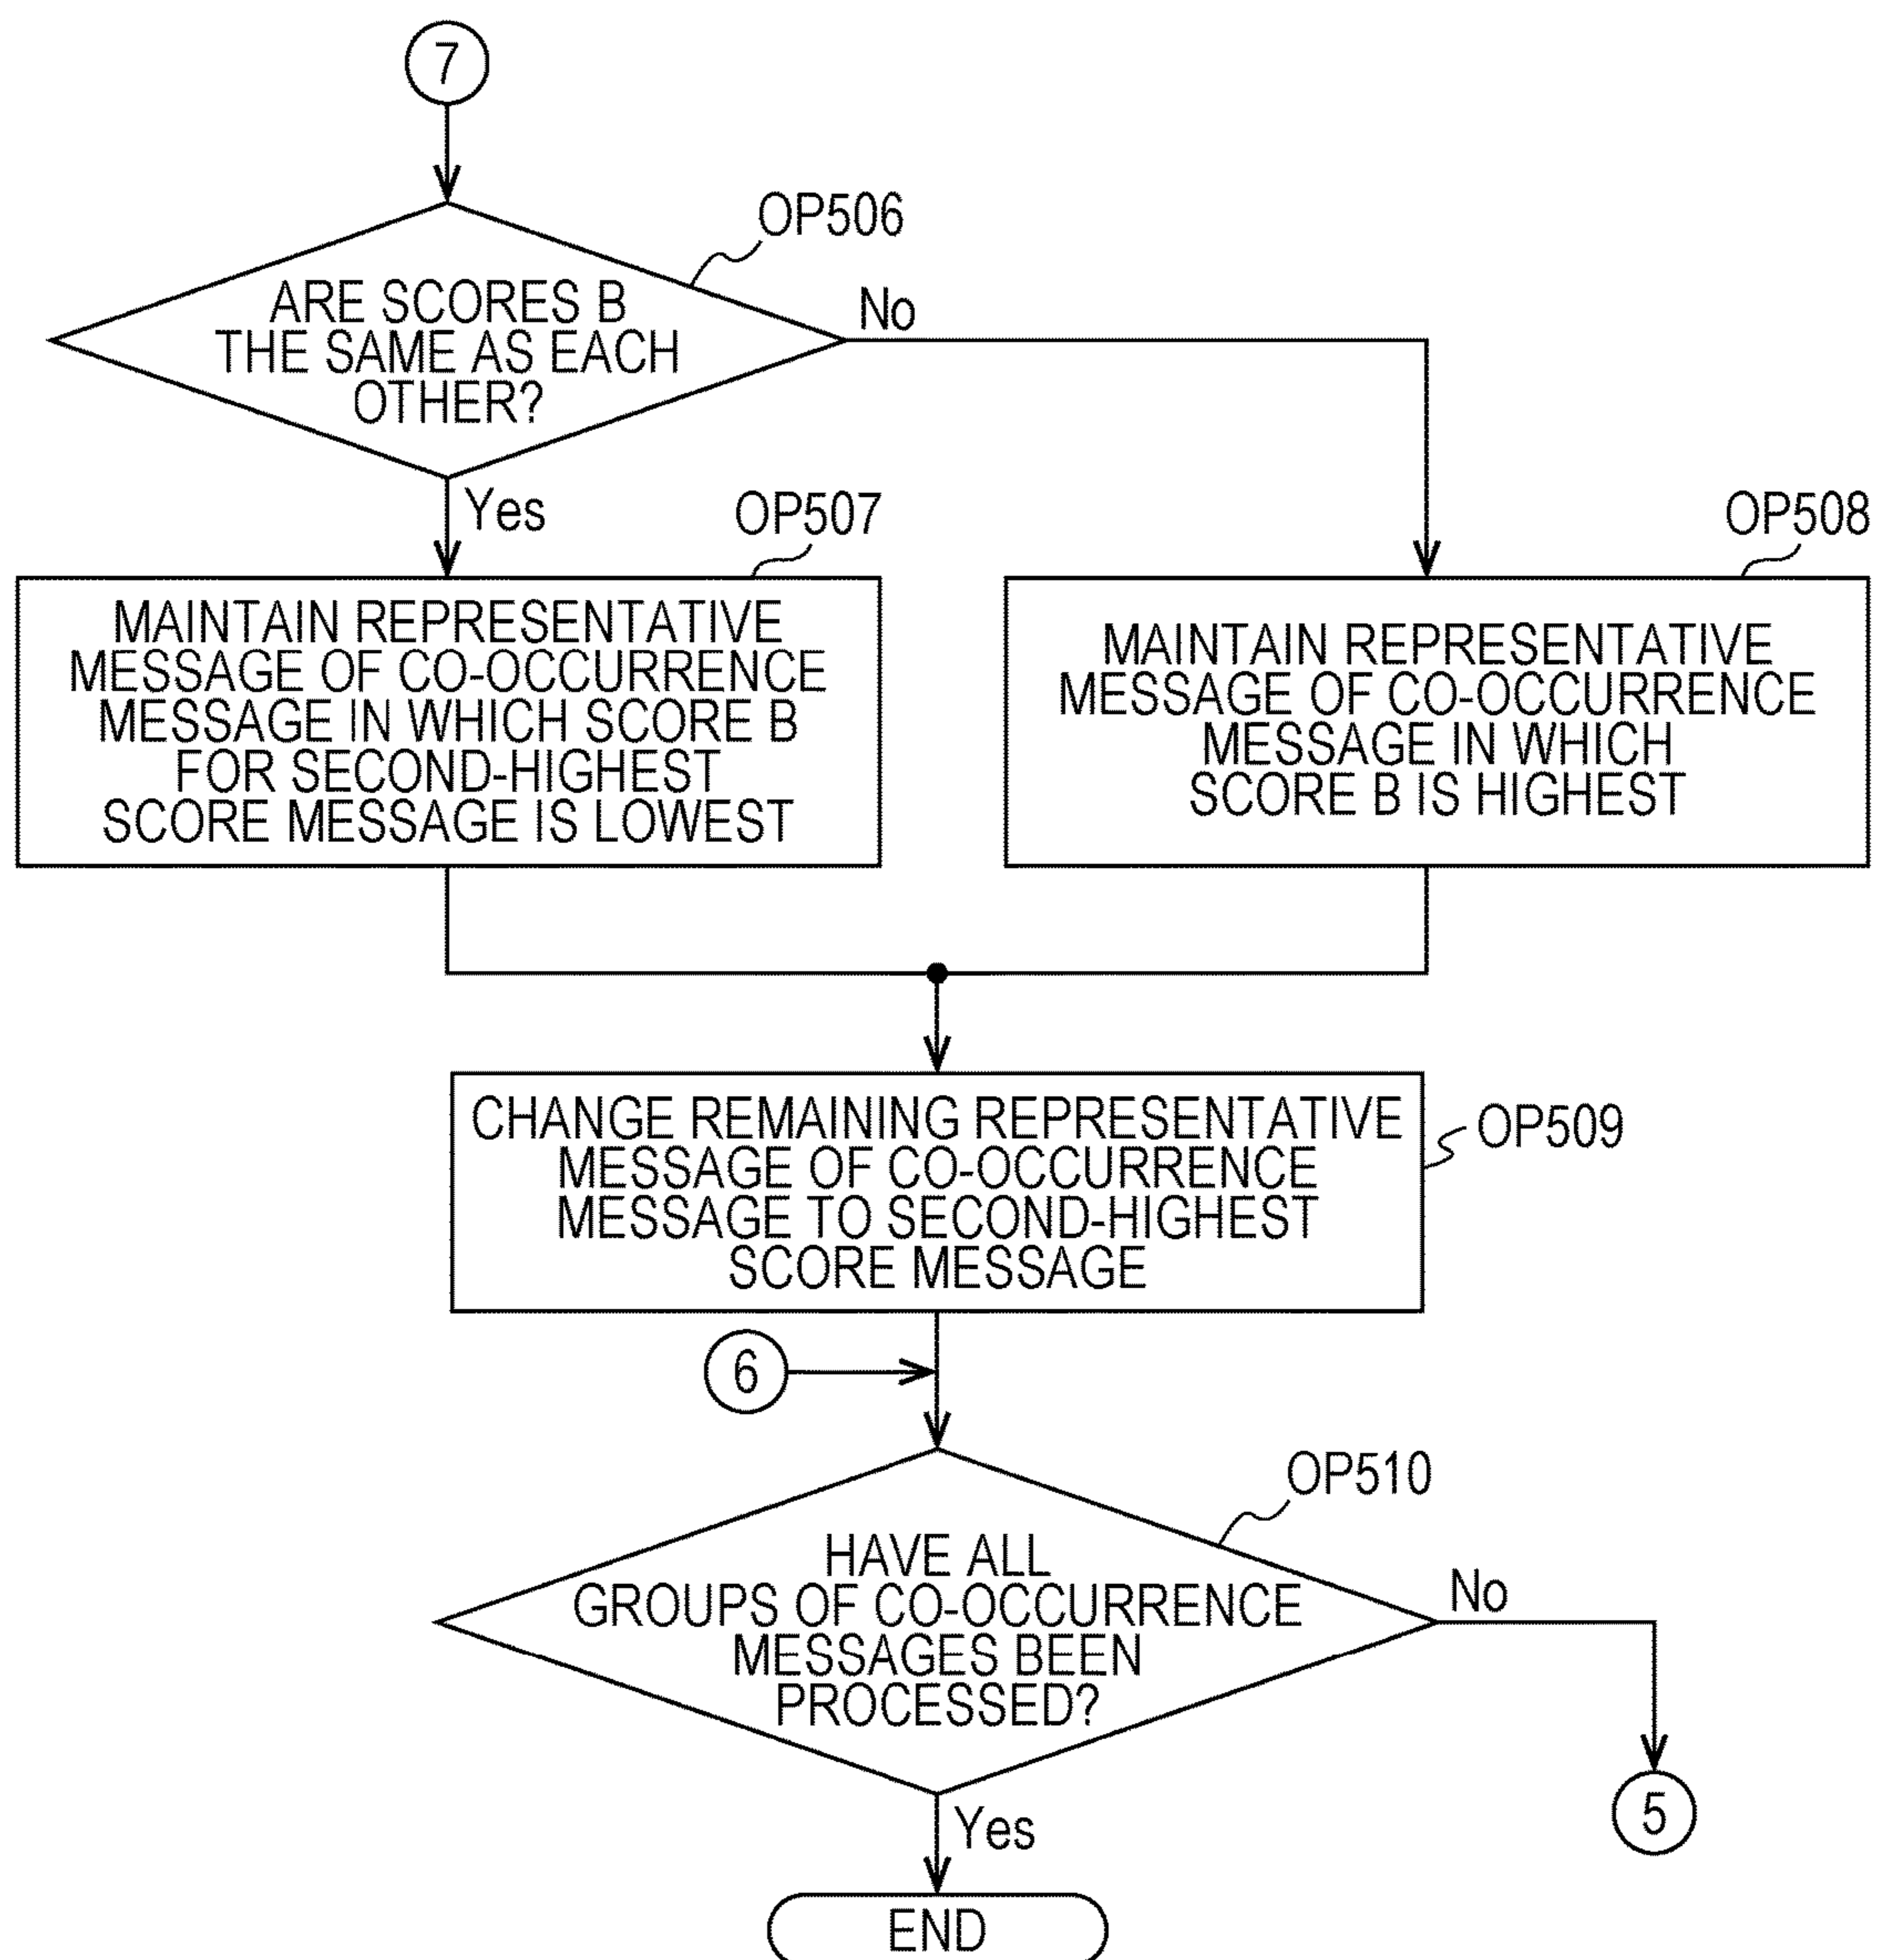 7
OP506
ARE SCORES B
THE SAME AS EACH
OTHER?
No
Yes
OP507
MAINTAIN REPRESENTATIVE
MESSAGE OF CO-OCCURRENCE
MESSAGE IN WHICH SCORE B
FOR SECOND-HIGHEST
SCORE MESSAGE IS LOWEST
OP508
MAINTAIN REPRESENTATIVE
MESSAGE OF CO-OCCURRENCE
MESSAGE IN WHICH
SCORE B IS HIGHEST
CHANGE REMAINING REPRESENTATIVE
MESSAGE OF CO-OCCURRENCE
MESSAGE TO SECOND-HIGHEST
SCORE MESSAGE
OP509
6
OP510
HAVE ALL
GROUPS OF CO-OCCURRENCE
MESSAGES BEEN
PROCESSED?
No
5
Yes
END